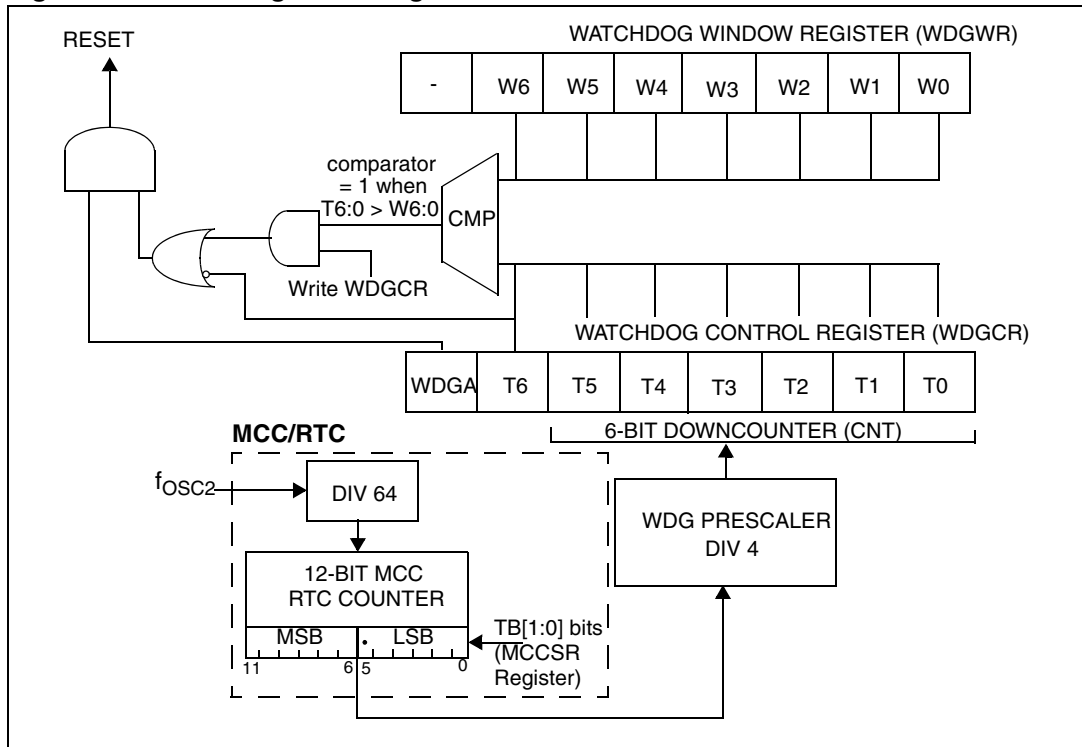 RESET
WATCHDOG WINDOW REGISTER (WDGWR)
- W6 W5 W4 W3 W2 W1 W0
comparator
= 1 when
T6:0 > W6:0
CMP
Write WDGCR
WATCHDOG CONTROL REGISTER (WDGCR)
WDGA T6 T5 T4 T3 T2 T1 T0
6-BIT DOWNCOUNTER (CNT)
MCC/RTC
fOSC2
DIV 64
WDG PRESCALER
DIV 4
12-BIT MCC
RTC COUNTER
MSB LSB
11 6 5 0
TB[1:0] bits
(MCCSR
Register)